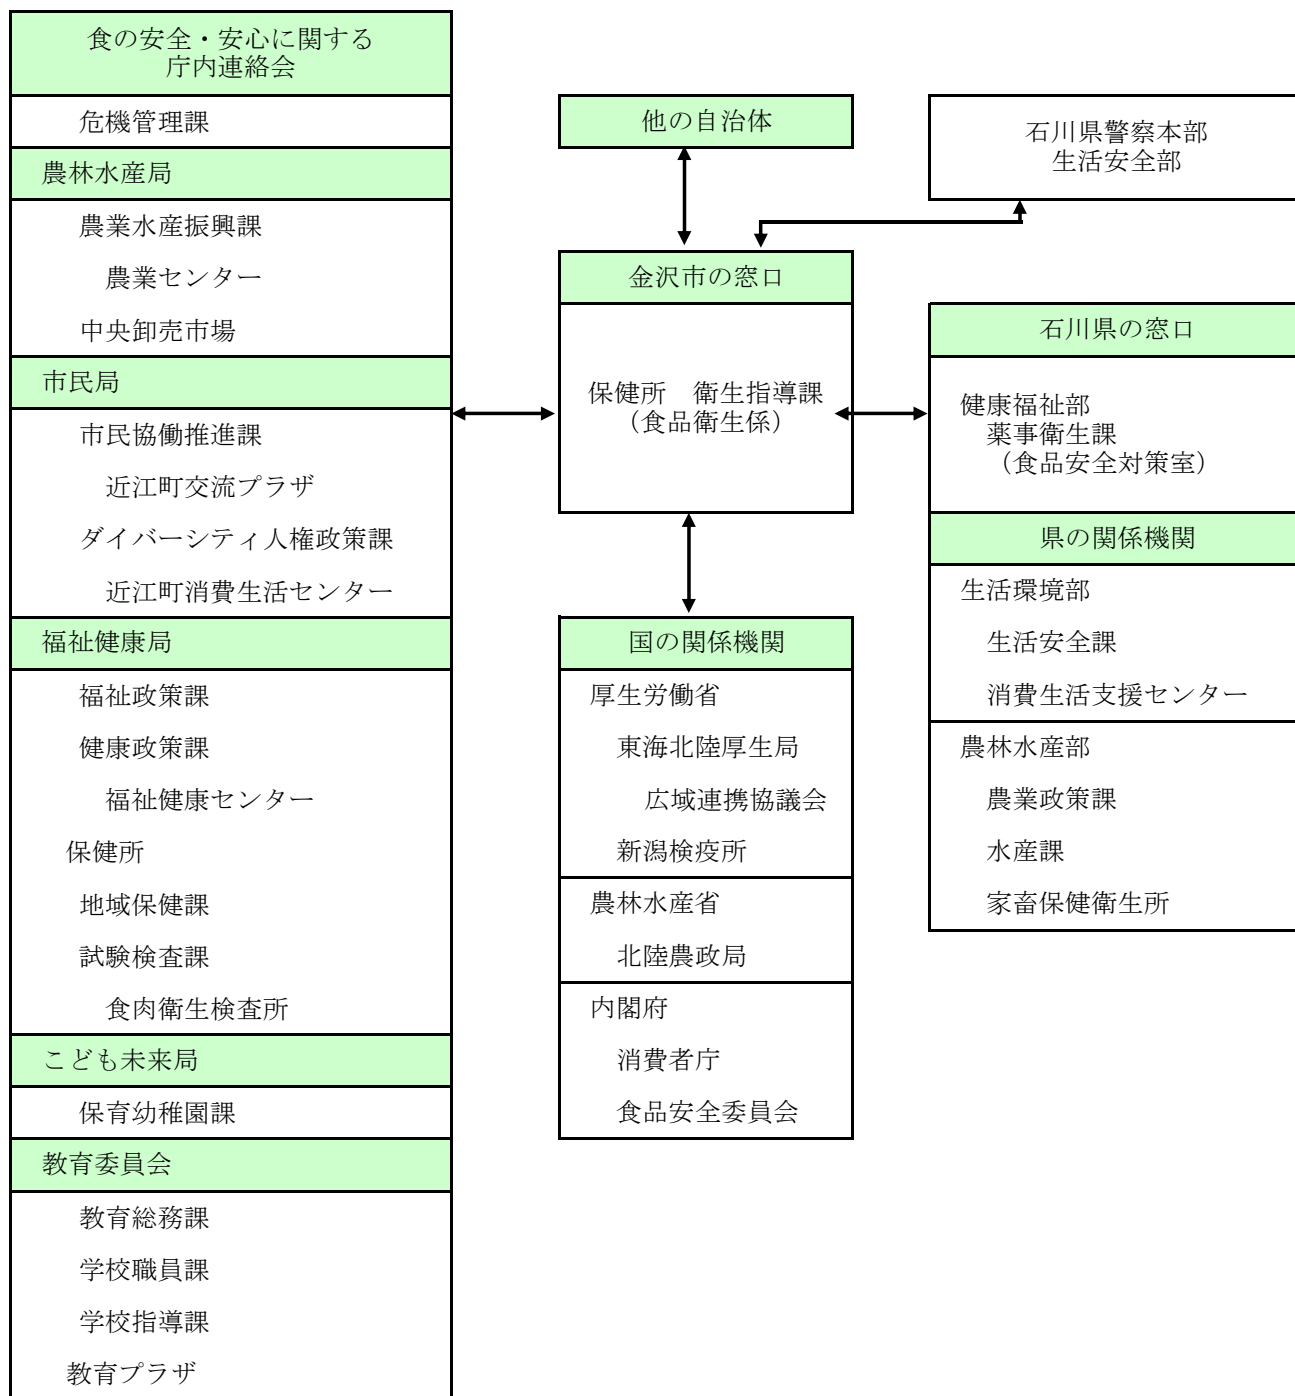 食の安全・安心に関する
庁内連絡会
危機管理課
農林水産局
農業水産振興課
農業センター
中央卸売市場
市民局
市民協働推進課
近江町交流プラザ
ダイバーシティ人権政策課
近江町消費生活センター
福祉健康局
福祉政策課
健康政策課
福祉健康センター
保健所
地域保健課
試験検査課
食肉衛生検査所
こども未来局
保育幼稚園課
教育委員会
教育総務課
学校職員課
学校指導課
教育プラザ
他の自治体
金沢市の窓口
保健所　衛生指導課
（食品衛生係）
国の関係機関
厚生労働省
東海北陸厚生局
広域連携協議会
新潟検疫所
農林水産省
北陸農政局
内閣府
消費者庁
食品安全委員会
石川県警察本部
生活安全部
石川県の窓口
健康福祉部
薬事衛生課
（食品安全対策室）
県の関係機関
生活環境部
生活安全課
消費生活支援センター
農林水産部
農業政策課
水産課
家畜保健衛生所